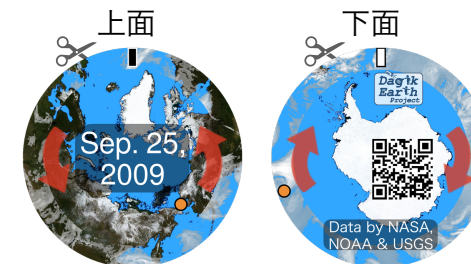 上面
下面
Sep. 25,
2009
Dagik
Earth
Project
Data by NASA,
NOAA & USGS